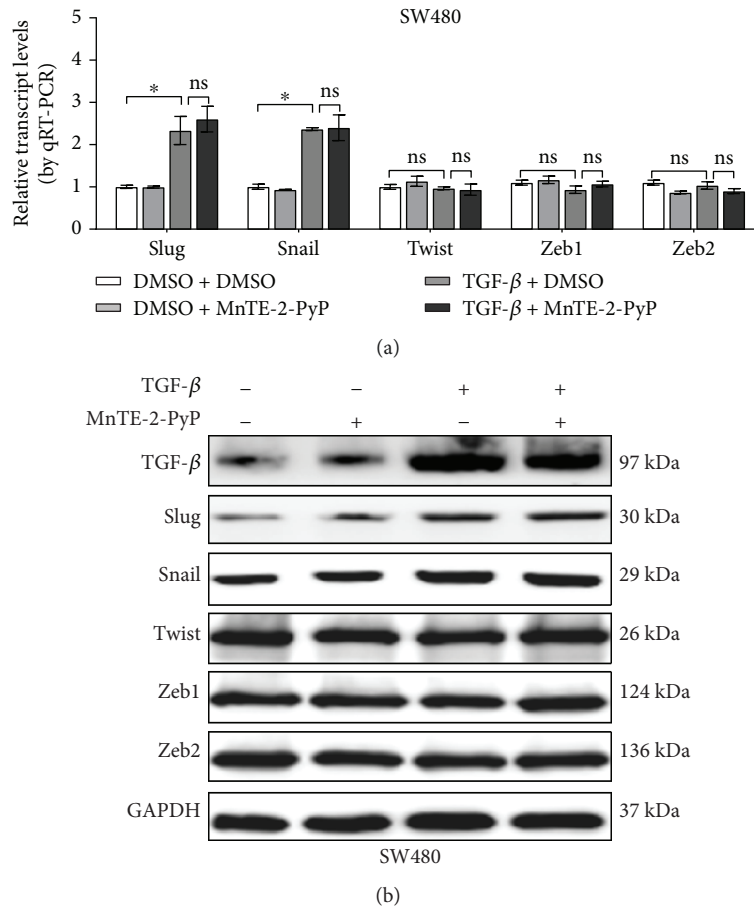 SW480
Relative transcript levels
(by qRT-PCR)
5
4
3
2
1
0
* ns
* ns
ns ns
ns ns
ns ns
Slug Snail Twist Zeb1 Zeb2
DMSO + DMSO TGF-β + DMSO
DMSO + MnTE-2-PyP TGF-β + MnTE-2-PyP
(a)
TGF-β − − + +
MnTE-2-PyP − + − +
TGF-β 97 kDa
Slug 30 kDa
Snail 29 kDa
Twist 26 kDa
Zeb1 124 kDa
Zeb2 136 kDa
GAPDH 37 kDa
SW480
(b)